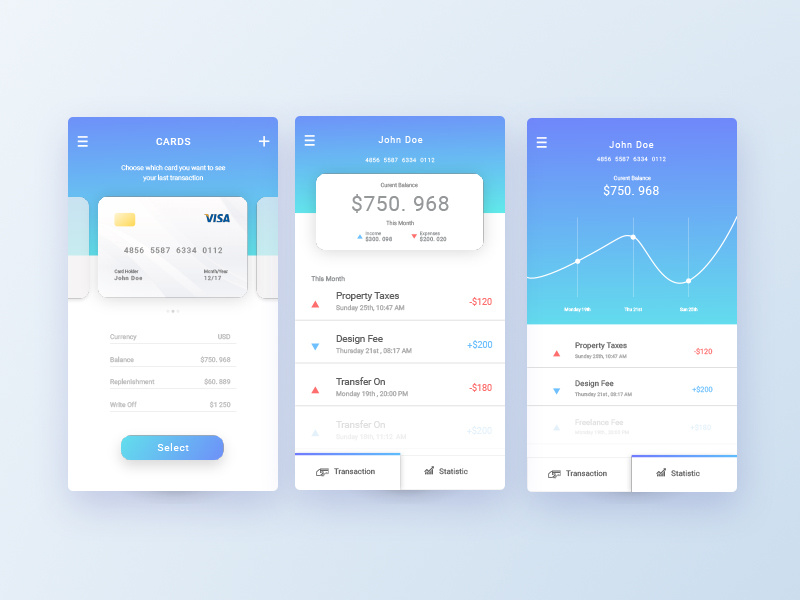 CARDS
Choose which card you want to see
your last transaction
VISA
4856 5587 6334 0112
Card Holder
John Doe
Month/Year
12/17
Currency
USD
Balance
$750. 968
Replenishment
$60. 889
Write Off
$1 250
Select
John Doe
4856 5587 6334 0112
Curent Balance
$750. 968
This Month
Income
$300. 098
Expenses
$200. 020
This Month
Property Taxes
-$120
Sunday 25th, 10:47 AM
Design Fee
+$200
Thursday 21st , 08:17 AM
Transfer On
-$180
Monday 19th , 20:00 PM
Transfer On
+$200
Sunday 18th, 11:12 AM
Transaction
Statistic
John Doe
4856 5587 6334 0112
Curent Balance
$750. 968
Monday 19th
Thu 21st
Sun 25th
Property Taxes
-$120
Sunday 25th, 10:47 AM
Design Fee
+$200
Thursday 21st , 08:17 AM
Freelance Fee
Transaction
Statistic